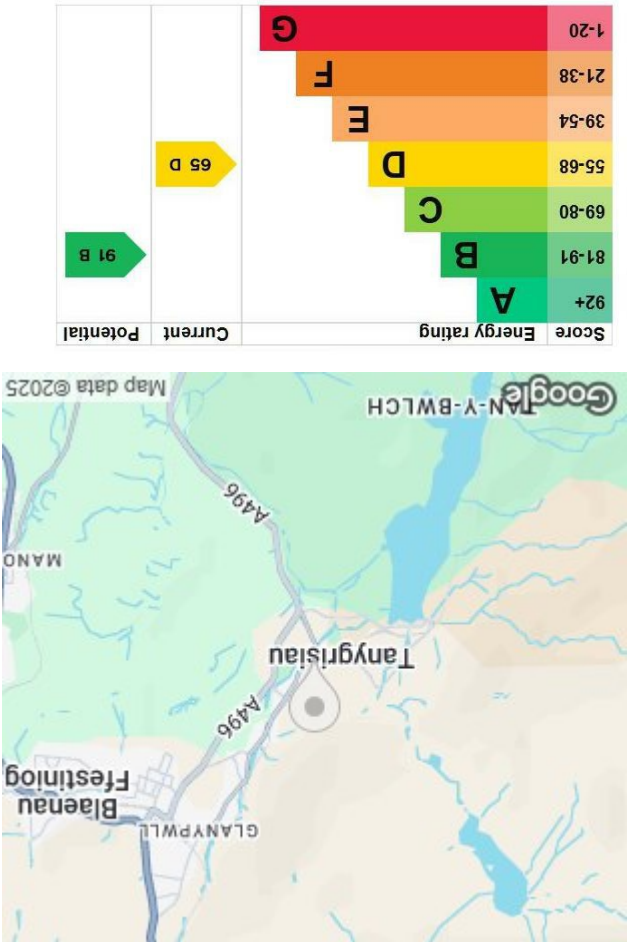 GLANYPWLL
Blaenau
Ffestiniog
A496
Tanygrisiau
MANO
A496
TAN-Y-BWLCH
Google
Map data ©2025
Score Energy rating Current Potential
92+ A
81-91 B 91 B
69-80 C
55-68 D 65 D
39-54 E
21-38 F
1-20 G